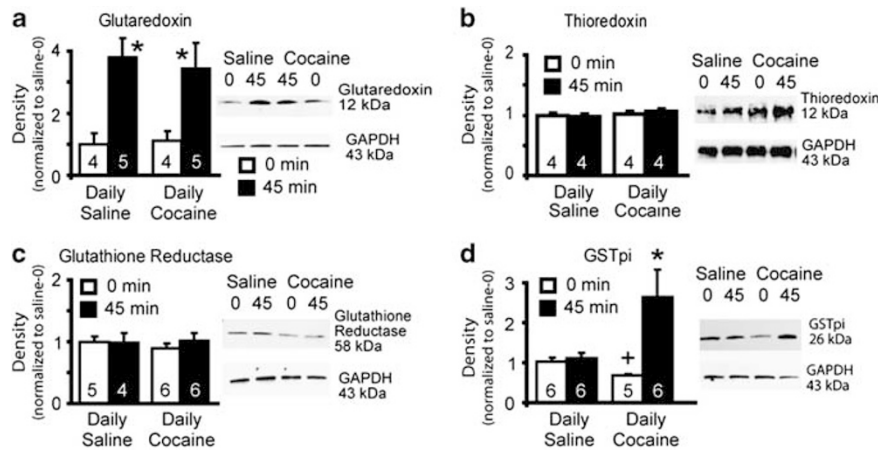 a
Glutaredoxin
Density
(normalized to saline-0)
4
2
0
*
*
4
5
4
5
Daily
Saline
Daily
Cocaine
Saline Cocaine
0 45 45 0
Glutaredoxin
12 kDa
GAPDH
43 kDa
0 min
45 min
b
Thioredoxin
Density
(normalized to saline-0)
2
1
0
0 min
45 min
4
4
4
4
Daily
Saline
Daily
Cocaine
Saline Cocaine
0 45 0 45
Thioredoxin
12 kDa
GAPDH
43 kDa
c
Glutathione Reductase
Density
(normalized to saline-0)
2
1
0
0 min
45 min
5
4
6
6
Daily
Saline
Daily
Cocaine
Saline Cocaine
0 45 0 45
Glutathione
Reductase
58 kDa
GAPDH
43 kDa
d
GSTpi
Density
(normalized to saline-0)
3
2
1
0
0 min
45 min
+
*
6
6
5
6
Daily
Saline
Daily
Cocaine
Saline Cocaine
0 45 0 45
GSTpi
26 kDa
GAPDH
43 kDa